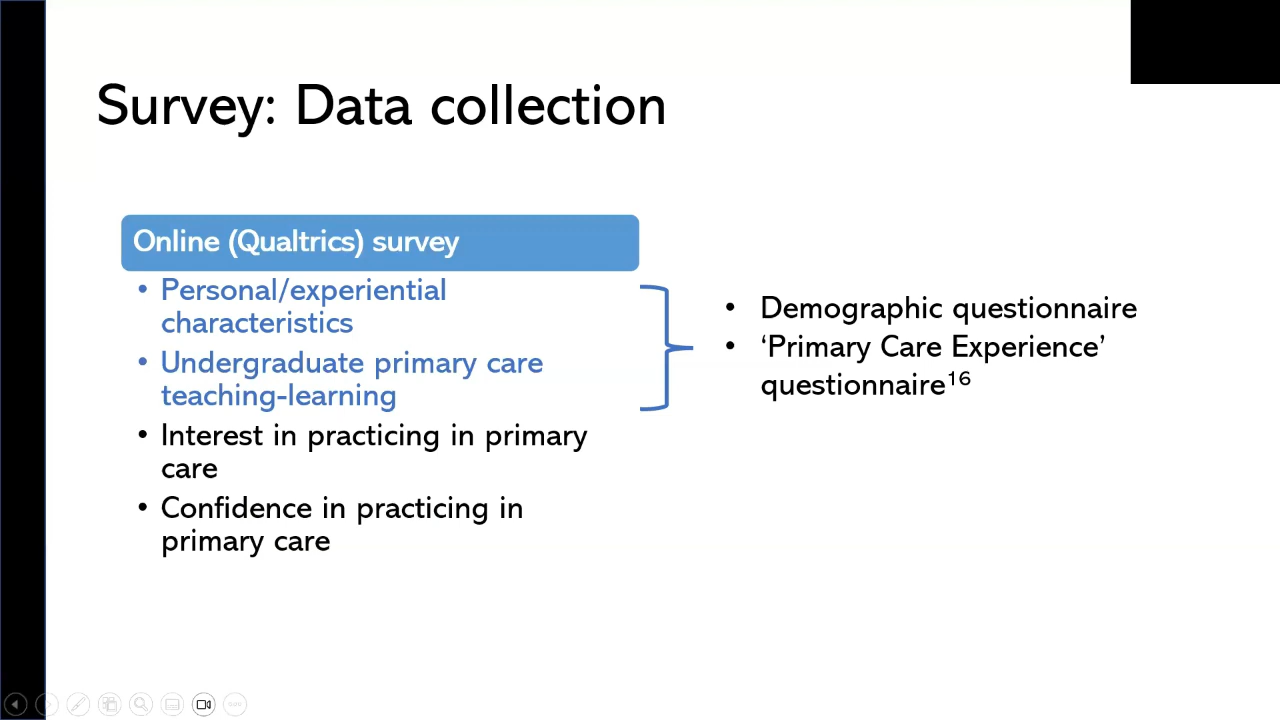 Survey: Data collection
Online (Qualtrics) survey
• Personal/experiential
characteristics
• Undergraduate primary care
teaching-learning
• Interest in practicing in primary
care
• Confidence in practicing in
primary care
• Demographic questionnaire
• ‘Primary Care Experience’
questionnaire¹⁶